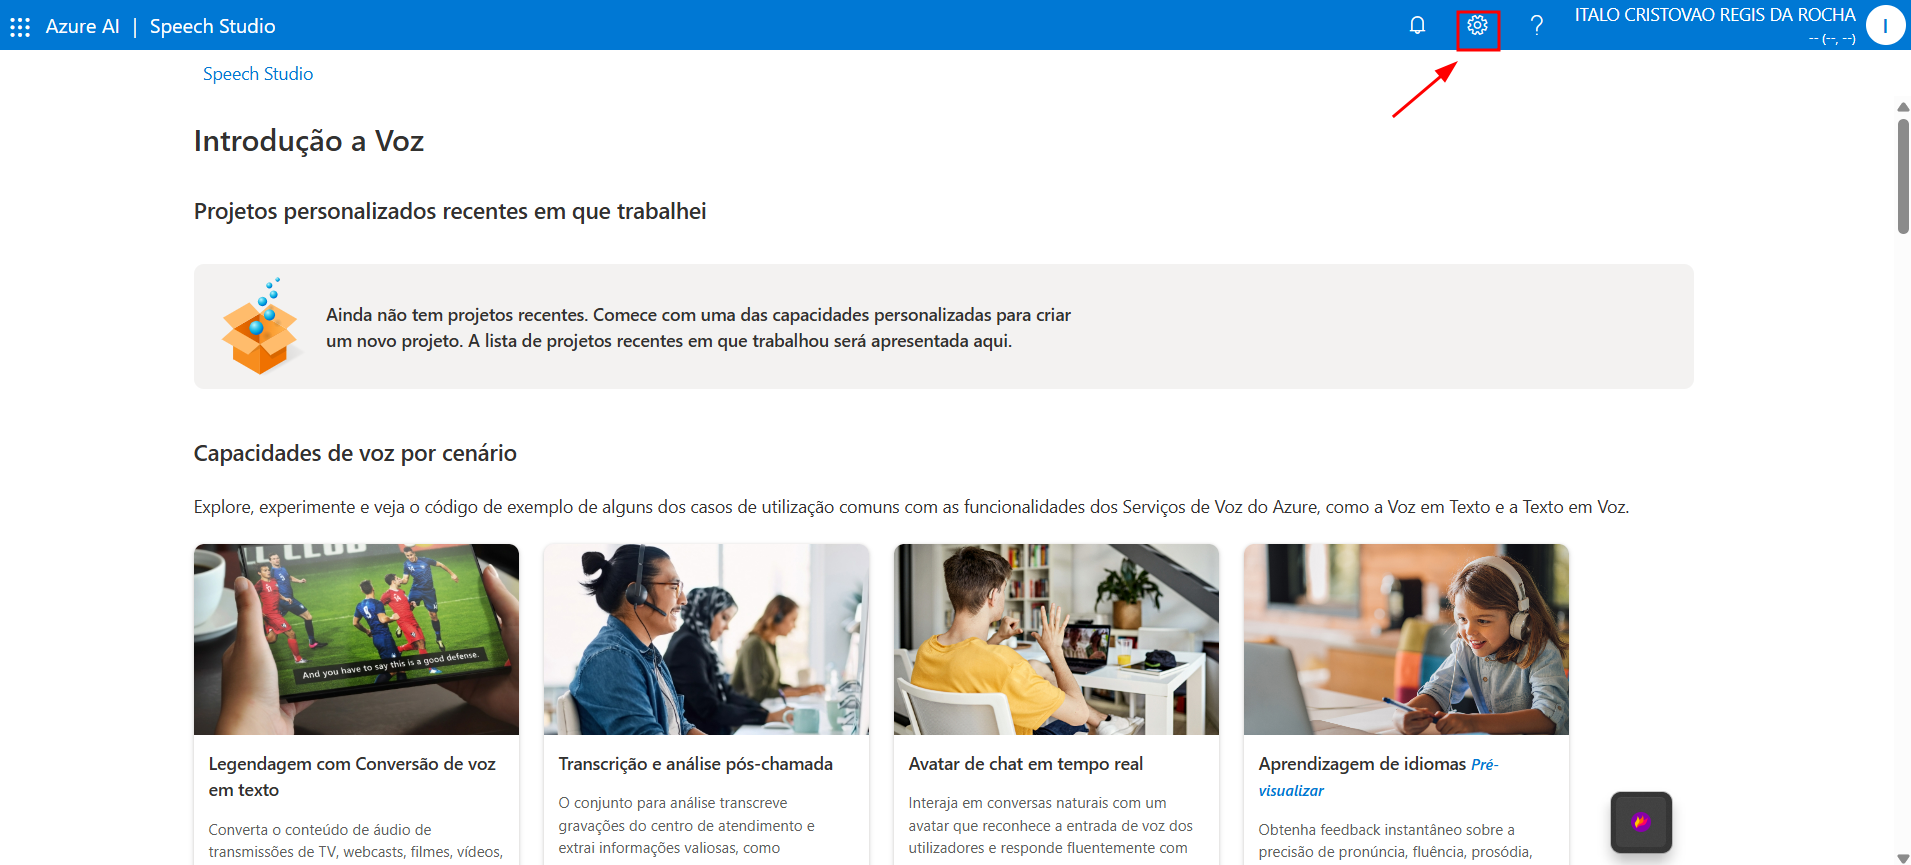 Azure AI | Speech Studio
ITALO CRISTOVAO REGIS DA ROCHA
-- (--, --)
I
Speech Studio
Introdução a Voz
Projetos personalizados recentes em que trabalhei
Ainda não tem projetos recentes. Comece com uma das capacidades personalizadas para criar
um novo projeto. A lista de projetos recentes em que trabalhou será apresentada aqui.
Capacidades de voz por cenário
Explore, experimente e veja o código de exemplo de alguns dos casos de utilização comuns com as funcionalidades dos Serviços de Voz do Azure, como a Voz em Texto e a Texto em Voz.
And you have to say this is a good defense.
Legendagem com Conversão de voz
em texto
Converta o conteúdo de áudio de
transmissões de TV, webcasts, filmes, vídeos,
Transcrição e análise pós-chamada
O conjunto para análise transcreve
gravações do centro de atendimento e
extrai informações valiosas, como
Avatar de chat em tempo real
Interaja em conversas naturais com um
avatar que reconhece a entrada de voz dos
utilizadores e responde fluentemente com
Aprendizagem de idiomas Pré-
visualizar
Obtenha feedback instantâneo sobre a
precisão de pronúncia, fluência, prosódia,